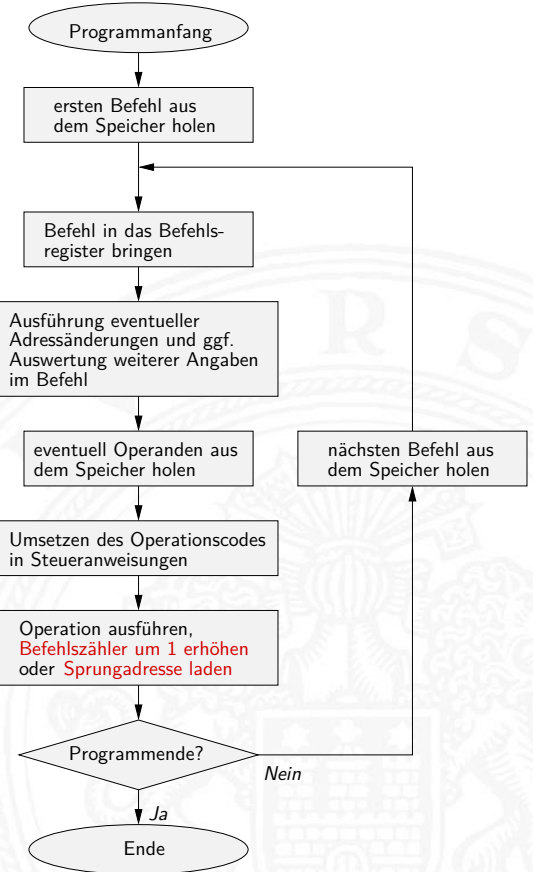 Programmanfang
ersten Befehl aus
dem Speicher holen
Befehl in das Befehls-
register bringen
Ausführung eventueller
Adressänderungen und ggf.
Auswertung weiterer Angaben
im Befehl
eventuell Operanden aus
dem Speicher holen
nächsten Befehl aus
dem Speicher holen
Umsetzen des Operationscodes
in Steueranweisungen
Operation ausführen,
Befehlszähler um 1 erhöhen
oder Sprungadresse laden
Programmende?
Nein
Ja
Ende
R S